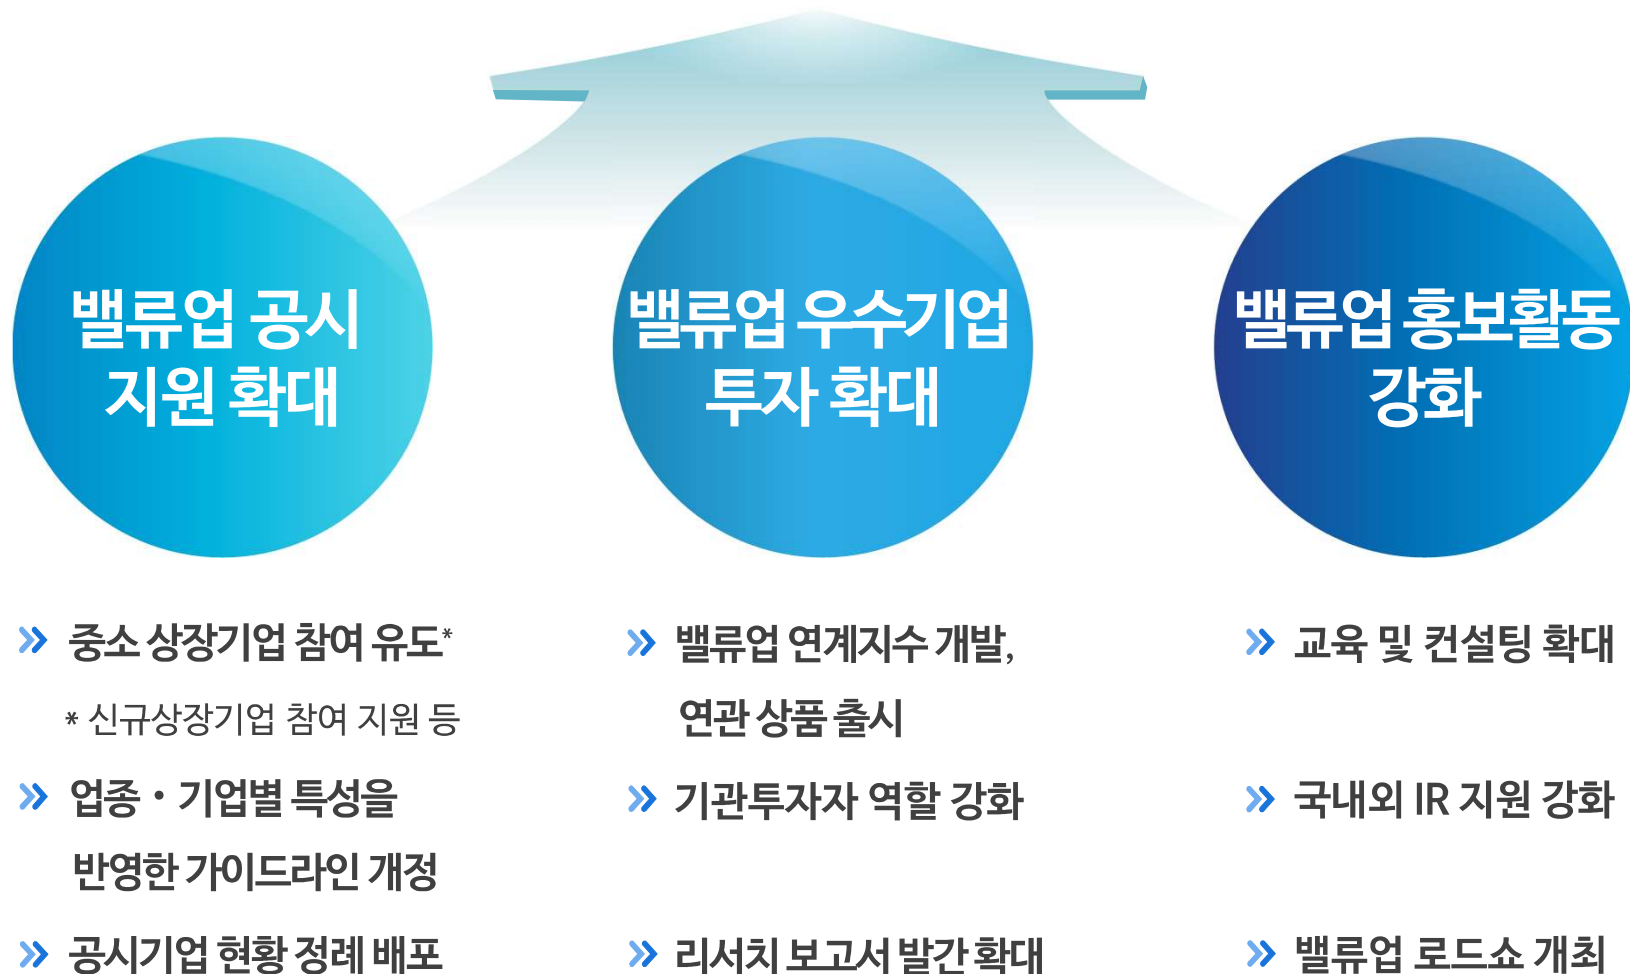 밸류업 공시
지원 확대
중소 상장기업 참여 유도*
* 신규상장기업 참여 지원 등
업종・기업별 특성을
반영한 가이드라인 개정
공시기업 현황 정례 배포
밸류업 우수기업
투자 확대
밸류업 연계지수 개발,
연관 상품 출시
기관투자자 역할 강화
리서치 보고서 발간 확대
밸류업 홍보활동
강화
교육 및 컨설팅 확대
국내외 IR 지원 강화
밸류업 로드쇼 개최